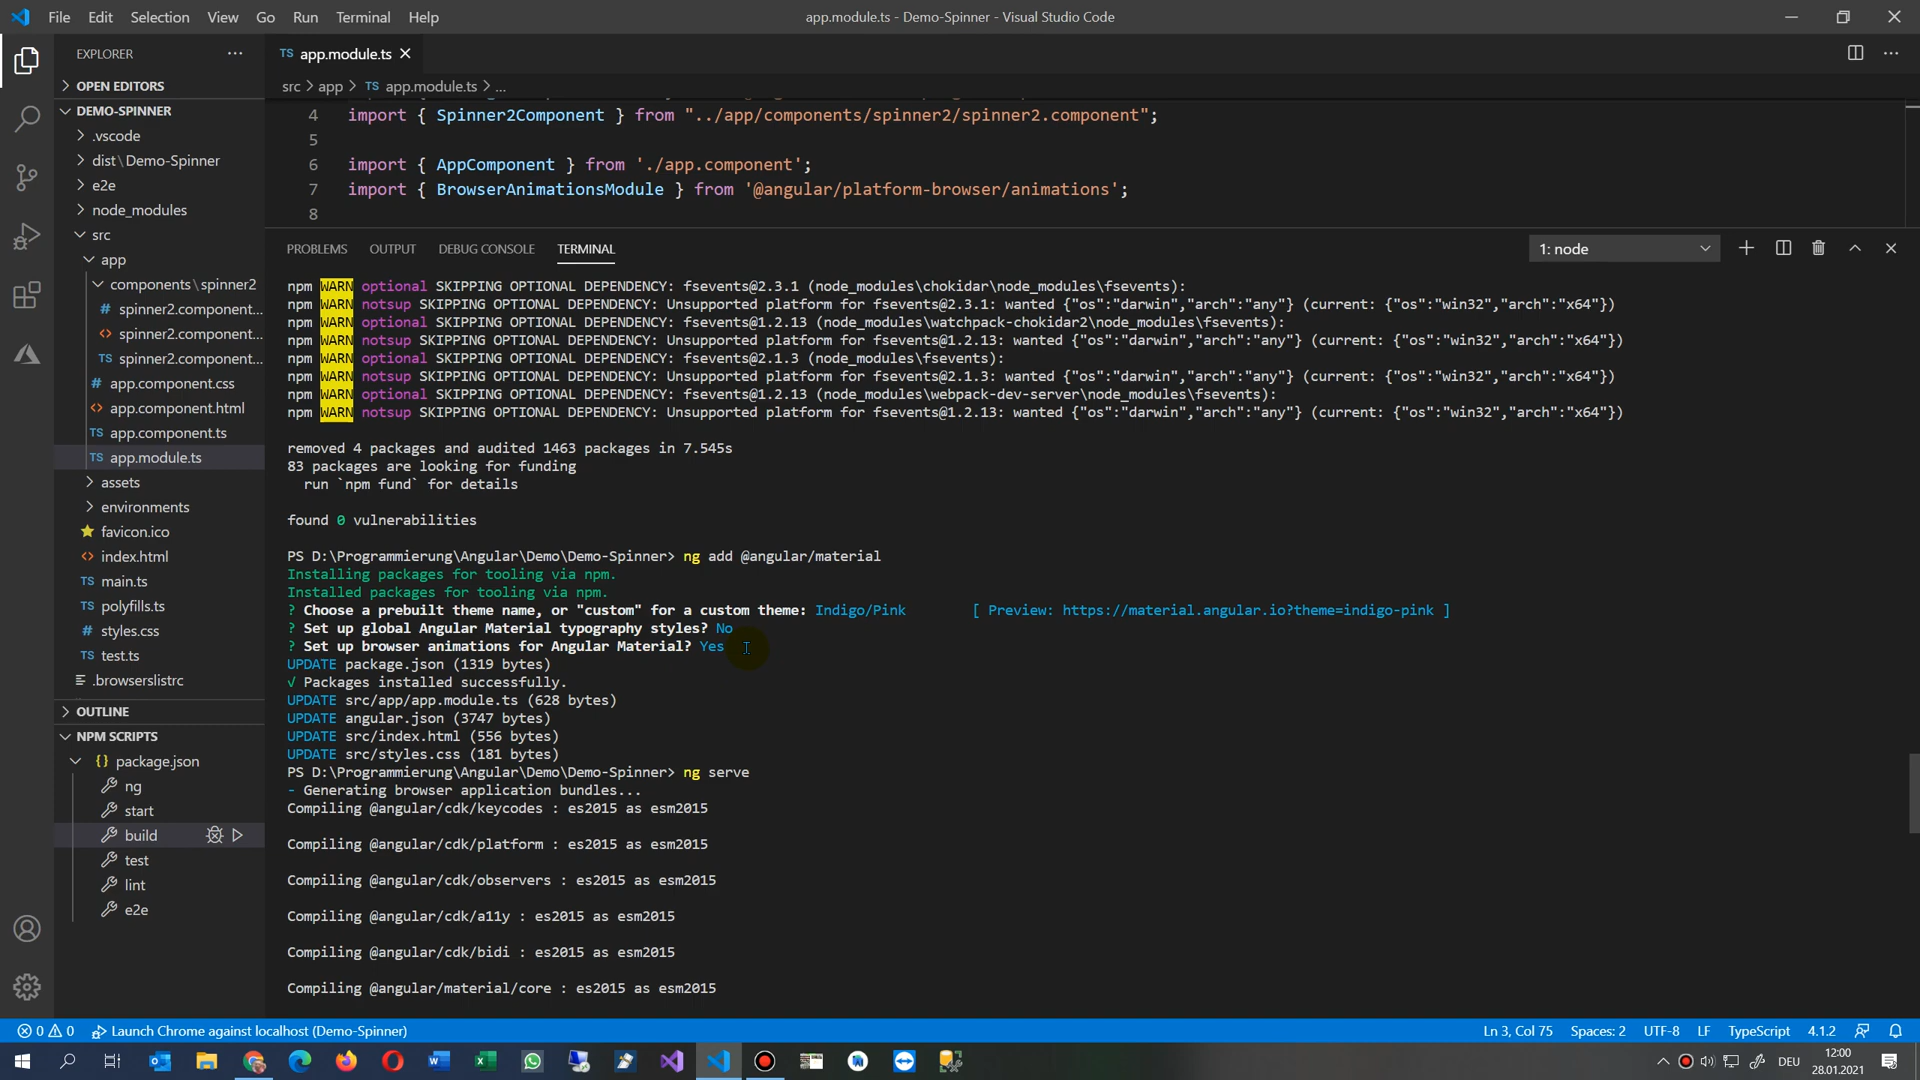 File Edit Selection View Go Run Terminal Help
app.module.ts - Demo-Spinner - Visual Studio Code
EXPLORER
OPEN EDITORS
DEMO-SPINNER
.vscode
dist\Demo-Spinner
e2e
node_modules
src
app
components\spinner2
# spinner2.component...
<> spinner2.component...
TS spinner2.component...
# app.component.css
<> app.component.html
TS app.component.ts
TS app.module.ts
assets
environments
favicon.ico
<> index.html
TS main.ts
TS polyfills.ts
# styles.css
TS test.ts
.browserslistrc
OUTLINE
NPM SCRIPTS
{} package.json
ng
start
build
test
lint
e2e
TS app.module.ts
src > app > TS app.module.ts > ...
4 import { Spinner2Component } from "../app/components/spinner2/spinner2.component";
5
6 import { AppComponent } from './app.component';
7 import { BrowserAnimationsModule } from '@angular/platform-browser/animations';
8
PROBLEMS OUTPUT DEBUG CONSOLE TERMINAL
1: node
npm WARN optional SKIPPING OPTIONAL DEPENDENCY: fsevents@2.3.1 (node_modules\chokidar\node_modules\fsevents):
npm WARN notsup SKIPPING OPTIONAL DEPENDENCY: Unsupported platform for fsevents@2.3.1: wanted {"os":"darwin","arch":"any"} (current: {"os":"win32","arch":"x64"})
npm WARN optional SKIPPING OPTIONAL DEPENDENCY: fsevents@1.2.13 (node_modules\watchpack-chokidar2\node_modules\fsevents):
npm WARN notsup SKIPPING OPTIONAL DEPENDENCY: Unsupported platform for fsevents@1.2.13: wanted {"os":"darwin","arch":"any"} (current: {"os":"win32","arch":"x64"})
npm WARN optional SKIPPING OPTIONAL DEPENDENCY: fsevents@2.1.3 (node_modules\fsevents):
npm WARN notsup SKIPPING OPTIONAL DEPENDENCY: Unsupported platform for fsevents@2.1.3: wanted {"os":"darwin","arch":"any"} (current: {"os":"win32","arch":"x64"})
npm WARN optional SKIPPING OPTIONAL DEPENDENCY: fsevents@1.2.13 (node_modules\webpack-dev-server\node_modules\fsevents):
npm WARN notsup SKIPPING OPTIONAL DEPENDENCY: Unsupported platform for fsevents@1.2.13: wanted {"os":"darwin","arch":"any"} (current: {"os":"win32","arch":"x64"})
removed 4 packages and audited 1463 packages in 7.545s
83 packages are looking for funding
run `npm fund` for details
found 0 vulnerabilities
PS D:\Programmierung\Angular\Demo\Demo-Spinner> ng add @angular/material
Installing packages for tooling via npm.
Installed packages for tooling via npm.
? Choose a prebuilt theme name, or "custom" for a custom theme: Indigo/Pink [ Preview: https://material.angular.io?theme=indigo-pink ]
? Set up global Angular Material typography styles? No
? Set up browser animations for Angular Material? Yes
UPDATE package.json (1319 bytes)
√ Packages installed successfully.
UPDATE src/app/app.module.ts (628 bytes)
UPDATE angular.json (3747 bytes)
UPDATE src/index.html (556 bytes)
UPDATE src/styles.css (181 bytes)
PS D:\Programmierung\Angular\Demo\Demo-Spinner> ng serve
- Generating browser application bundles...
Compiling @angular/cdk/keycodes : es2015 as esm2015
Compiling @angular/cdk/platform : es2015 as esm2015
Compiling @angular/cdk/observers : es2015 as esm2015
Compiling @angular/cdk/a11y : es2015 as esm2015
Compiling @angular/cdk/bidi : es2015 as esm2015
Compiling @angular/material/core : es2015 as esm2015
0 0 Launch Chrome against localhost (Demo-Spinner)
Ln 3, Col 75 Spaces: 2 UTF-8 LF TypeScript 4.1.2
DEU
12:00
28.01.2021